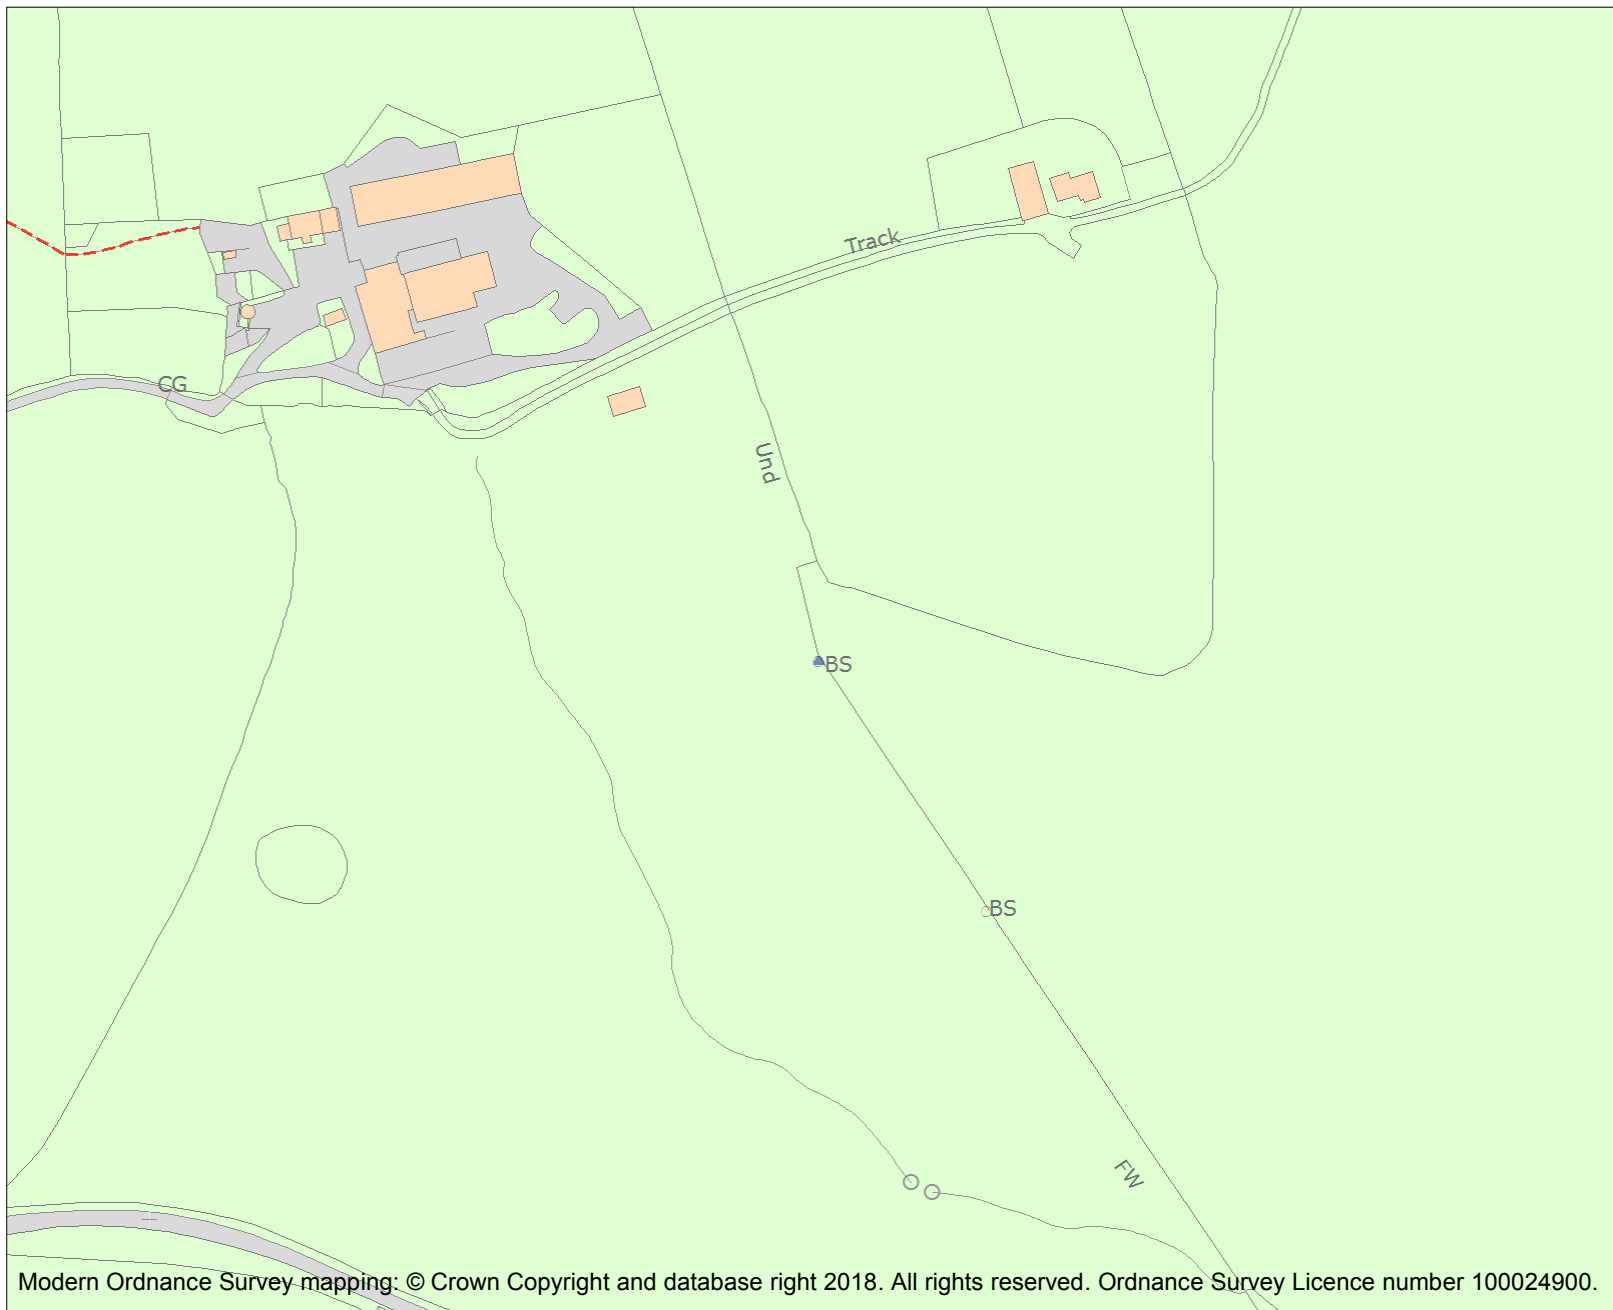 Track
CG
Und
BS
BS
FW
Modern Ordnance Survey mapping: © Crown Copyright and database right 2018. All rights reserved. Ordnance Survey Licence number 100024900.